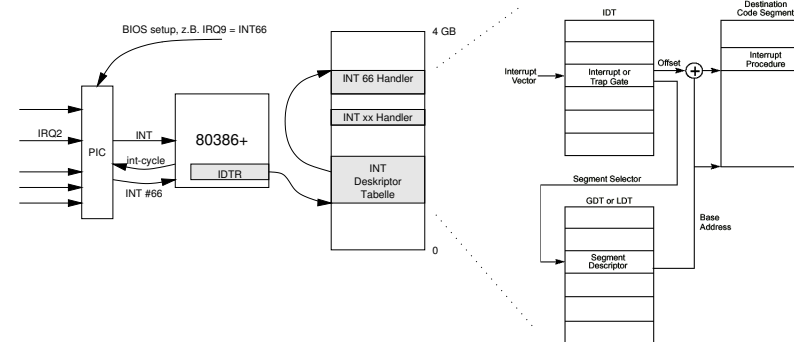 BIOS setup, z.B. IRQ9 = INT66
IRQ2
PIC
INT
int-cycle
INT #66
80386+
IDTR
4 GB
INT 66 Handler
INT xx Handler
INT
Deskriptor
Tabelle
0
IDT
Interrupt
Vector
Interrupt or
Trap Gate
Offset
Destination
Code Segment
Interrupt
Procedure
Segment Selector
GDT or LDT
Segment
Descriptor
Base
Address